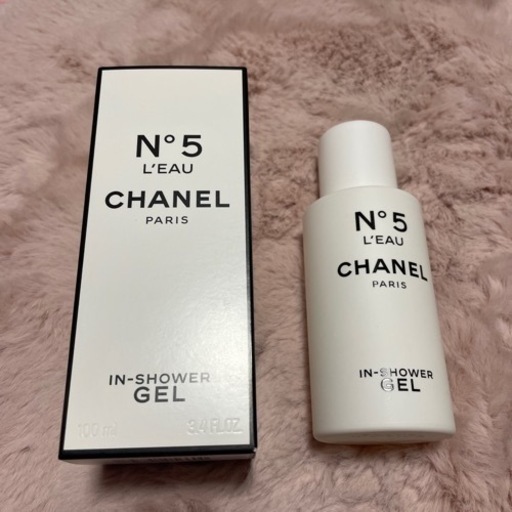 N°5
L'EAU
CHANEL
PARIS
IN-SHOWER
GEL
100 ml 3.4 FL.OZ.
N°5
L'EAU
CHANEL
PARIS
IN-SHOWER
GEL